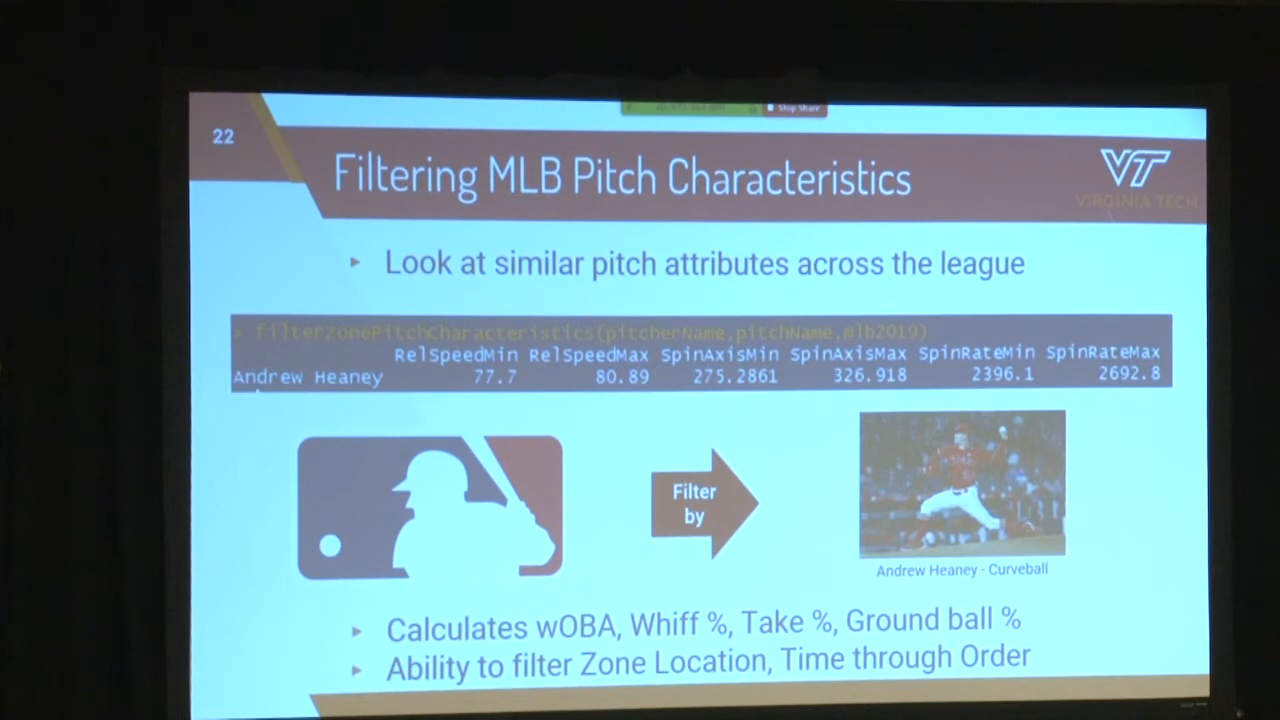 Stop Share
22
Filtering MLB Pitch Characteristics
VT
VIRGINIA TECH
▸ Look at similar pitch attributes across the league
> filterZonePitchCharacteristics(pitcherName,pitchName,mlb2019)
RelSpeedMin RelSpeedMax SpinAxisMin SpinAxisMax SpinRateMin SpinRateMax
Andrew Heaney 77.7 80.89 275.2861 326.918 2396.1 2692.8
Filter
by
Andrew Heaney - Curveball
▸ Calculates wOBA, Whiff %, Take %, Ground ball %
▸ Ability to filter Zone Location, Time through Order